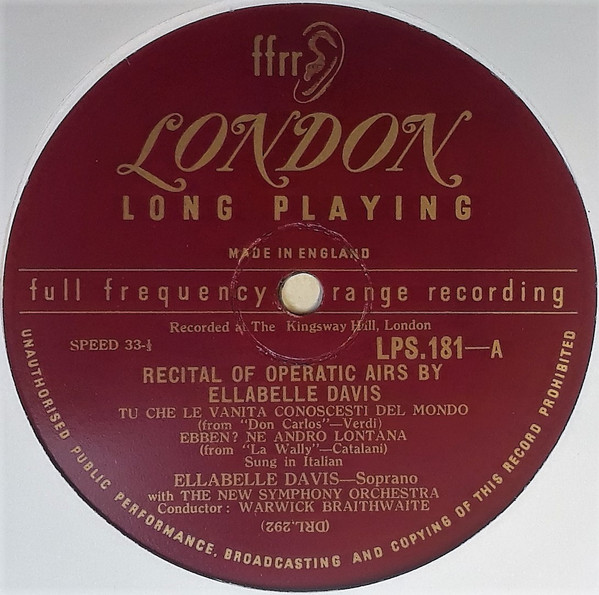 ffrr
LONDON
LONG PLAYING
MADE IN ENGLAND
full frequency range recording
Recorded at The Kingsway Hall, London
SPEED 33-⅓
LPS.181—A
RECITAL OF OPERATIC AIRS BY
ELLABELLE DAVIS
TU CHE LE VANITA CONOSCESTI DEL MONDO
(from "Don Carlos"—Verdi)
EBBEN? NE ANDRO LONTANA
(from "La Wally"—Catalani)
Sung in Italian
ELLABELLE DAVIS—Soprano
with THE NEW SYMPHONY ORCHESTRA
Conductor: WARWICK BRAITHWAITE
(DRL.292)
UNAUTHORISED PUBLIC PERFORMANCE, BROADCASTING AND COPYING OF THIS RECORD PROHIBITED